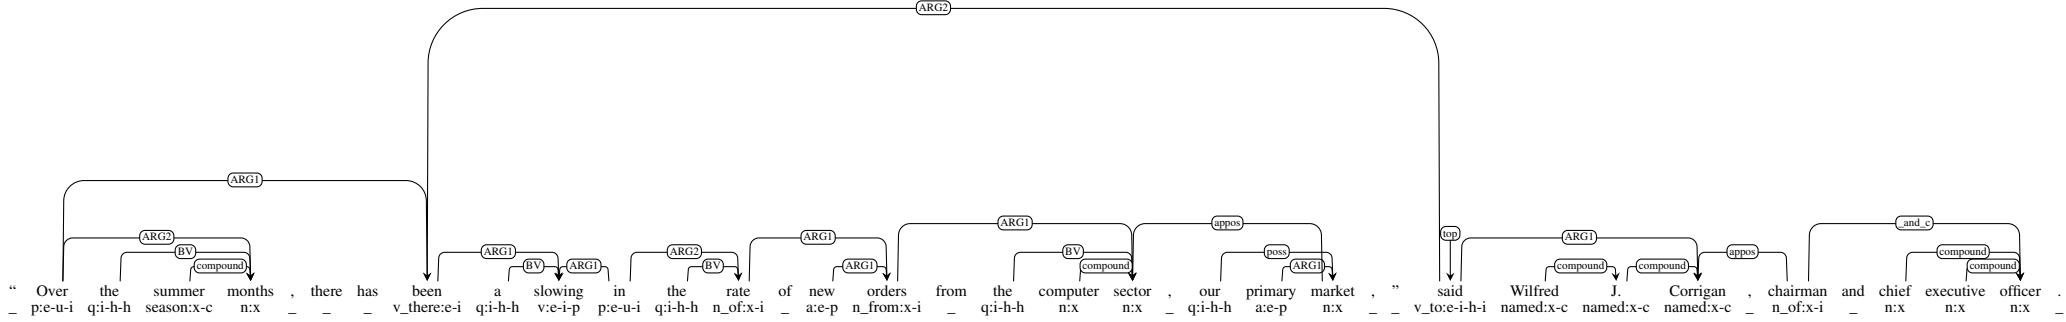 ARG2
ARG1
ARG1 appos _and_c
ARG2 ARG1 top ARG1
BV ARG1 ARG2 BV poss appos compound
compound BV ARG1 BV ARG1 compound ARG1 compound compound compound
“ Over the summer months , there has been a slowing in the rate of new orders from the computer sector , our primary market , ” said Wilfred J. Corrigan , chairman and chief executive officer .
_ p:e-u-i q:i-h-h season:x-c n:x _ _ _ v_there:e-i q:i-h-h v:e-i-p p:e-u-i q:i-h-h n_of:x-i _ a:e-p n_from:x-i _ q:i-h-h n:x n:x _ q:i-h-h a:e-p n:x _ _ v_to:e-i-h-i named:x-c named:x-c named:x-c _ n_of:x-i _ n:x n:x n:x _